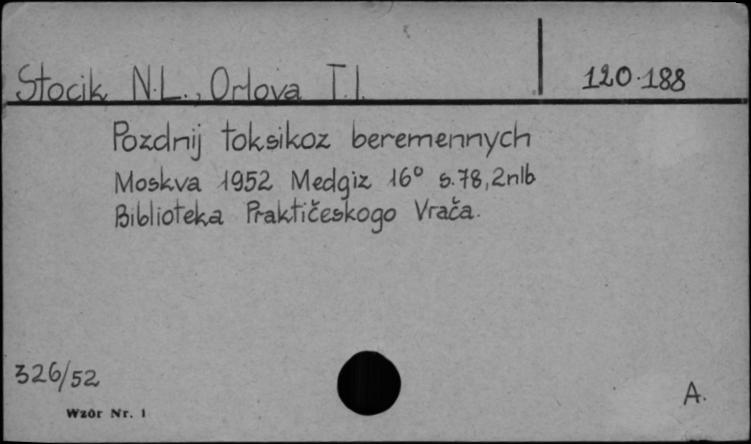 Stocik N.L., Orlova T.I.
120.188
Pozdnij toksikoz beremennych
Moskva 1952 Medgiz 16° s.78,2nlb
Biblioteka Praktičeskogo Vrača.
326/52
Wzór Nr. 1
A.